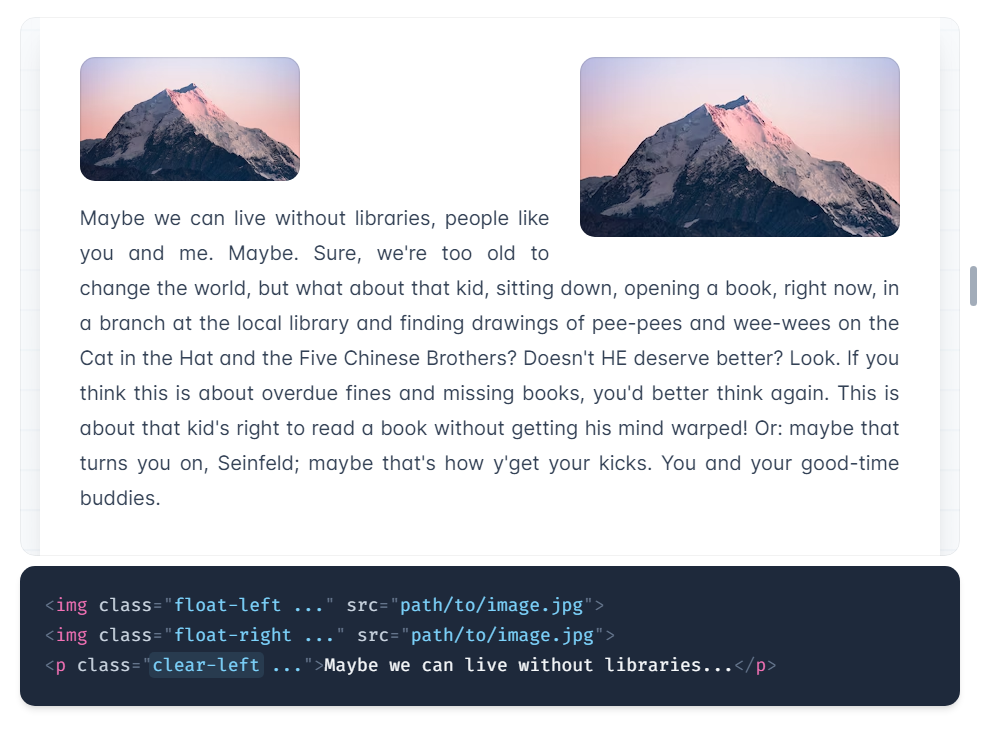 Maybe we can live without libraries, people like
you and me. Maybe. Sure, we're too old to
change the world, but what about that kid, sitting down, opening a book, right now, in
a branch at the local library and finding drawings of pee-pees and wee-wees on the
Cat in the Hat and the Five Chinese Brothers? Doesn't HE deserve better? Look. If you
think this is about overdue fines and missing books, you'd better think again. This is
about that kid's right to read a book without getting his mind warped! Or: maybe that
turns you on, Seinfeld; maybe that's how y'get your kicks. You and your good-time
buddies.
<img class="float-left ..." src="path/to/image.jpg">
<img class="float-right ..." src="path/to/image.jpg">
<p class="clear-left ...">Maybe we can live without libraries...</p>